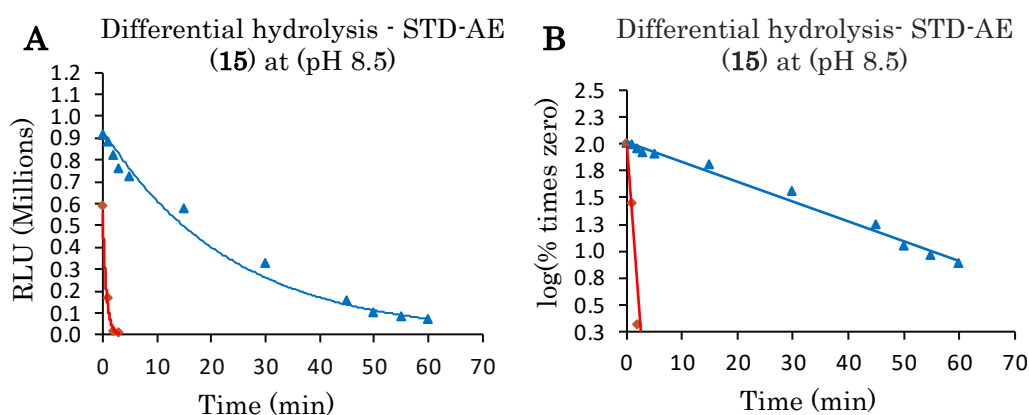 A
Differential hydrolysis - STD-AE
(15) at (pH 8.5)
RLU (Millions)
1.2
1.1
1.0
0.9
0.8
0.7
0.6
0.5
0.4
0.3
0.2
0.1
0.0
0 10 20 30 40 50 60 70
Time (min)
B
Differential hydrolysis- STD-AE
(15) at (pH 8.5)
log(% times zero)
2.5
2.3
2.0
1.8
1.5
1.3
1.0
0.8
0.5
0.3
0 10 20 30 40 50 60 70
Time (min)